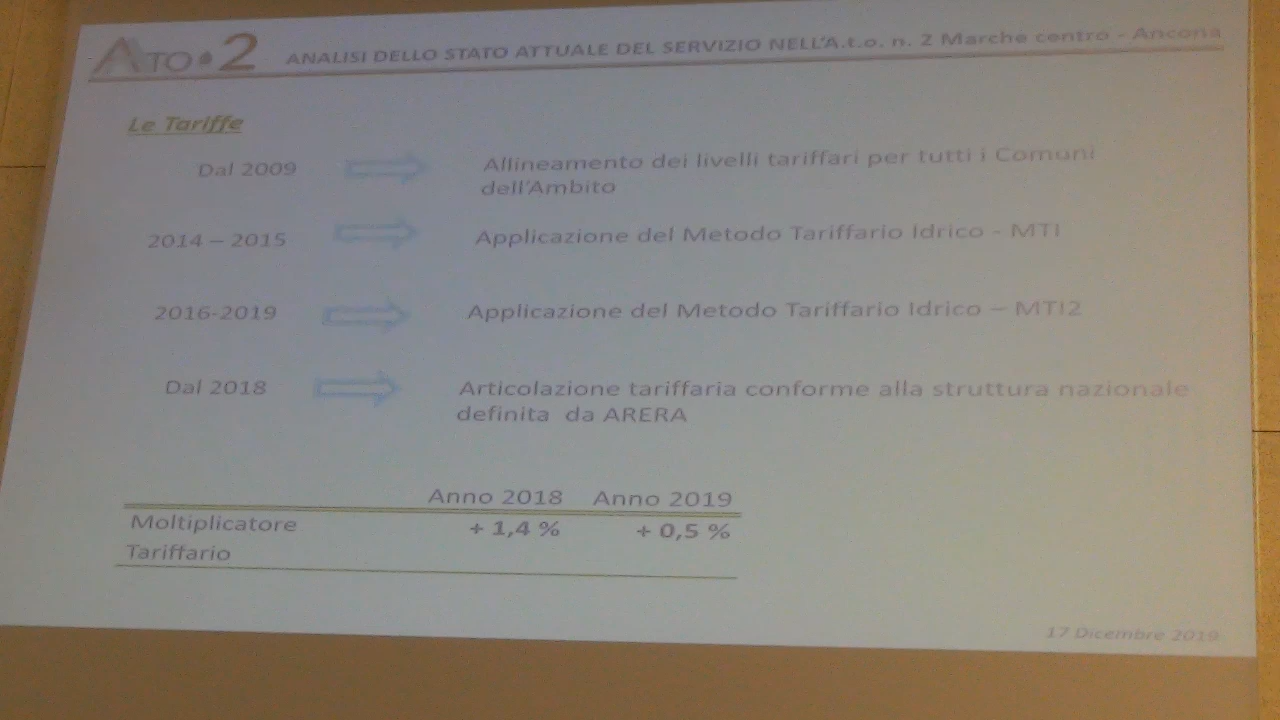 ATO•2 ANALISI DELLO STATO ATTUALE DEL SERVIZIO NELL'A.t.o. n. 2 Marche centro - Ancona
Le Tariffe
Dal 2009 Allineamento dei livelli tariffari per tutti i Comuni
dell'Ambito
2014 – 2015 Applicazione del Metodo Tariffario Idrico - MTI
2016-2019 Applicazione del Metodo Tariffario Idrico – MTI2
Dal 2018 Articolazione tariffaria conforme alla struttura nazionale
definita da ARERA
Anno 2018 Anno 2019
Moltiplicatore + 1,4 % + 0,5 %
Tariffario
17 Dicembre 2019